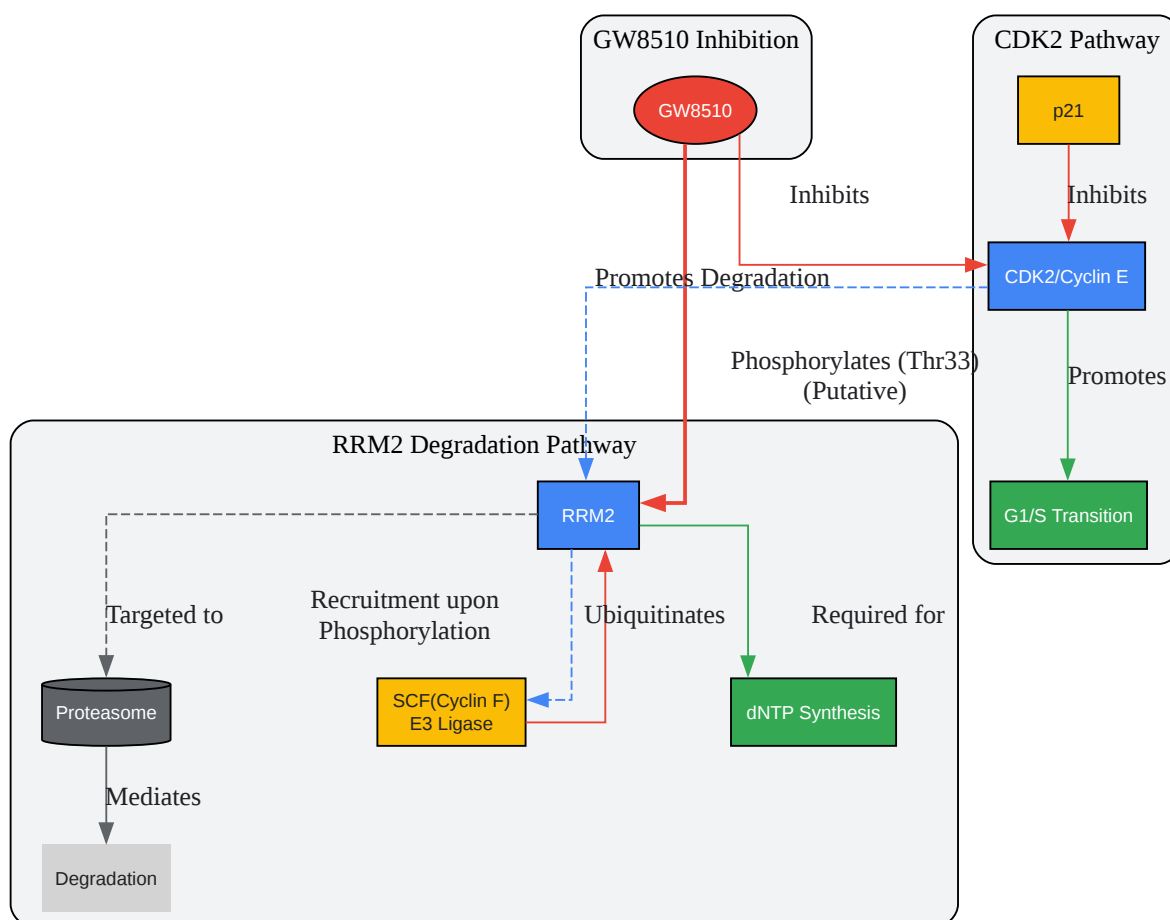 GW8510 Inhibition
CDK2 Pathway
GW8510
p21
Inhibits
Inhibits
Promotes Degradation
CDK2/Cyclin E
Phosphorylates (Thr33)
(Putative)
Promotes
RRM2 Degradation Pathway
RRM2
G1/S Transition
Targeted to
Recruitment upon
Phosphorylation
Ubiquitinates
Required for
Proteasome
SCF(Cyclin F)
E3 Ligase
dNTP Synthesis
Mediates
Degradation